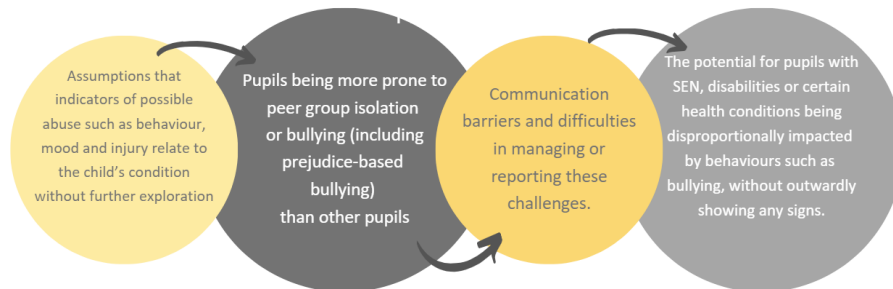 Assumptions that
indicators of possible
abuse such as behaviour,
mood and injury relate to
the child's condition
without further exploration
Pupils being more prone to
peer group isolation
or bullying (including
prejudice-based
bullying)
than other pupils
Communication
barriers and difficulties
in managing or
reporting these
challenges.
The potential for pupils with
SEN, disabilities or certain
health conditions being
disproportionally impacted
by behaviours such as
bullying, without outwardly
showing any signs.